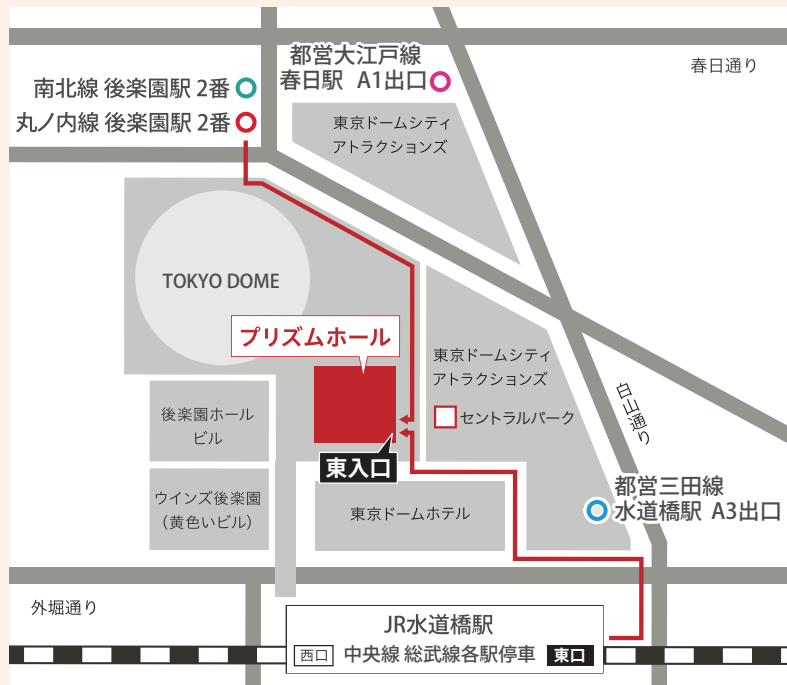 都営大江戸線
春日駅 A1出口
春日通り
南北線 後楽園駅 2番
丸ノ内線 後楽園駅 2番
東京ドームシティ
アトラクションズ
TOKYO DOME
プリズムホール
東京ドームシティ
アトラクションズ
セントラルパーク
白山通り
後楽園ホール
ビル
東入口
ウインズ後楽園
（黄色いビル）
東京ドームホテル
都営三田線
水道橋駅 A3出口
外堀通り
JR水道橋駅
西口 中央線 総武線各駅停車 東口